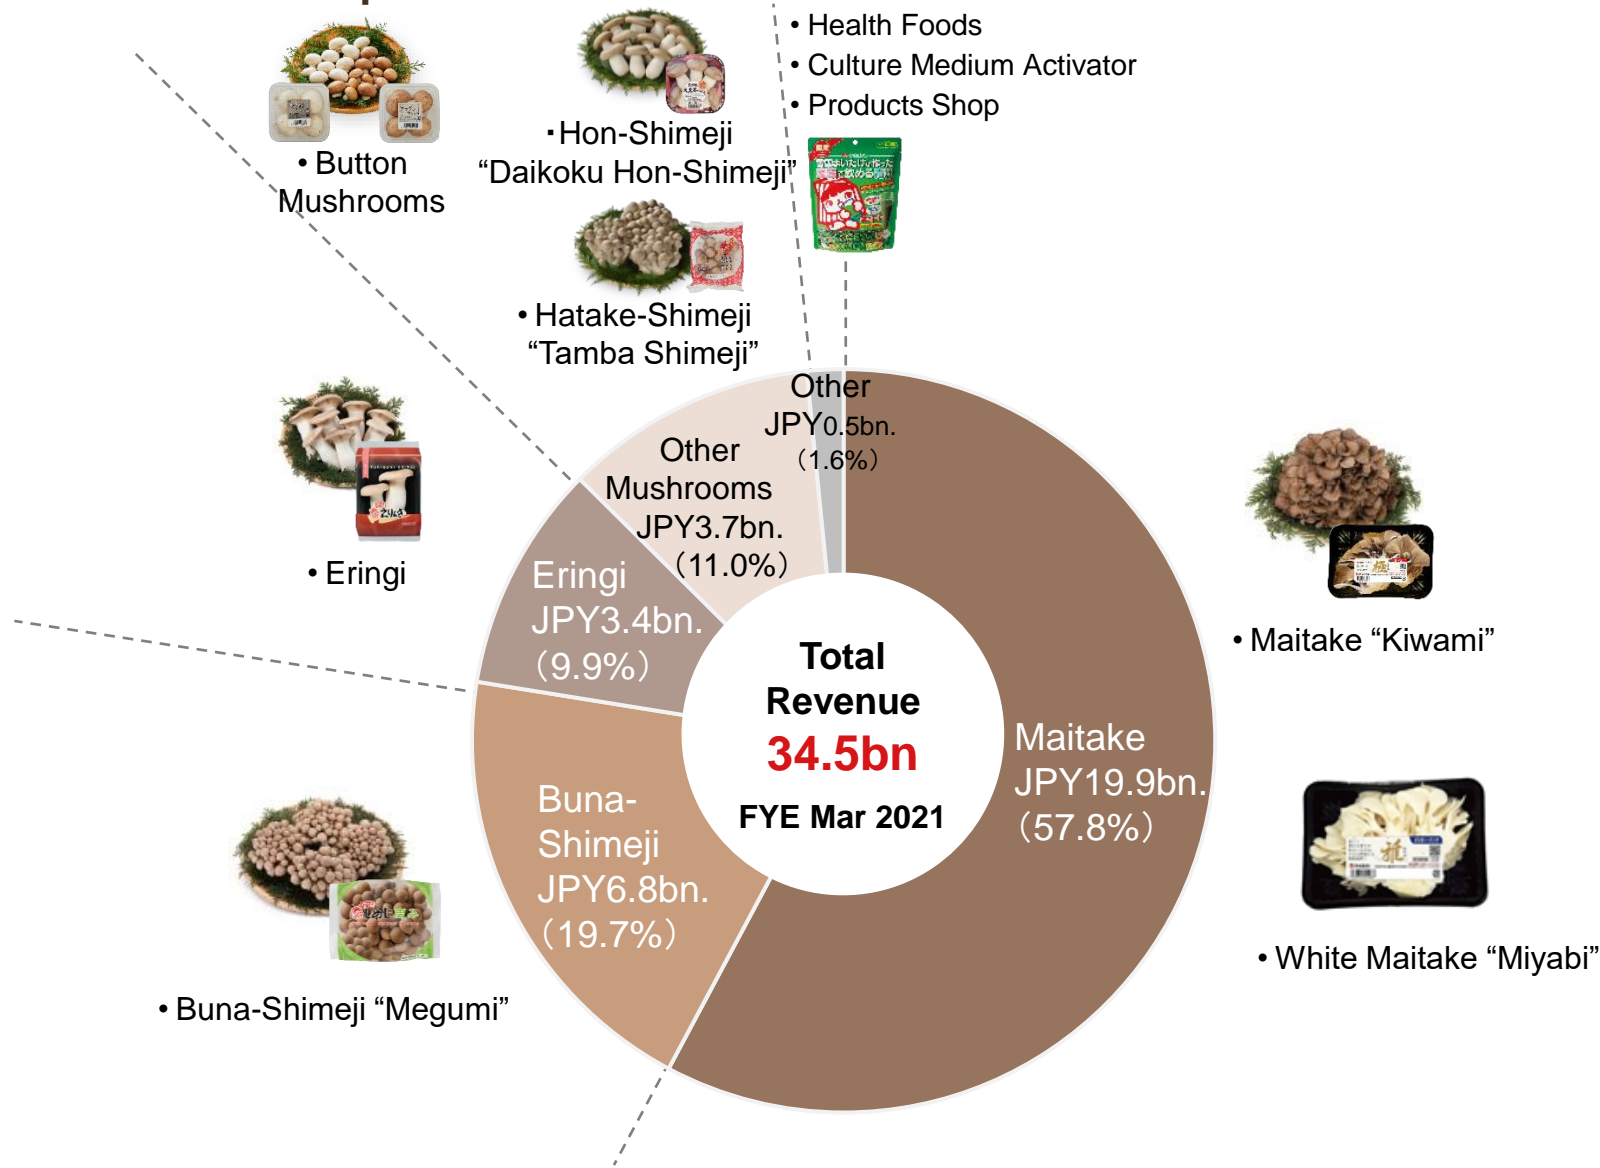 • Button
Mushrooms
・Hon-Shimeji
“Daikoku Hon-Shimeji”
• Hatake-Shimeji
“Tamba Shimeji”
• Health Foods
• Culture Medium Activator
• Products Shop
• Eringi
• Buna-Shimeji “Megumi”
• Maitake “Kiwami”
• White Maitake “Miyabi”
Other
JPY0.5bn.
（1.6%）
Other
Mushrooms
JPY3.7bn.
（11.0%）
Eringi
JPY3.4bn.
（9.9%）
Buna-
Shimeji
JPY6.8bn.
（19.7%）
Maitake
JPY19.9bn.
（57.8%）
Total
Revenue
34.5bn
FYE Mar 2021
極
雅